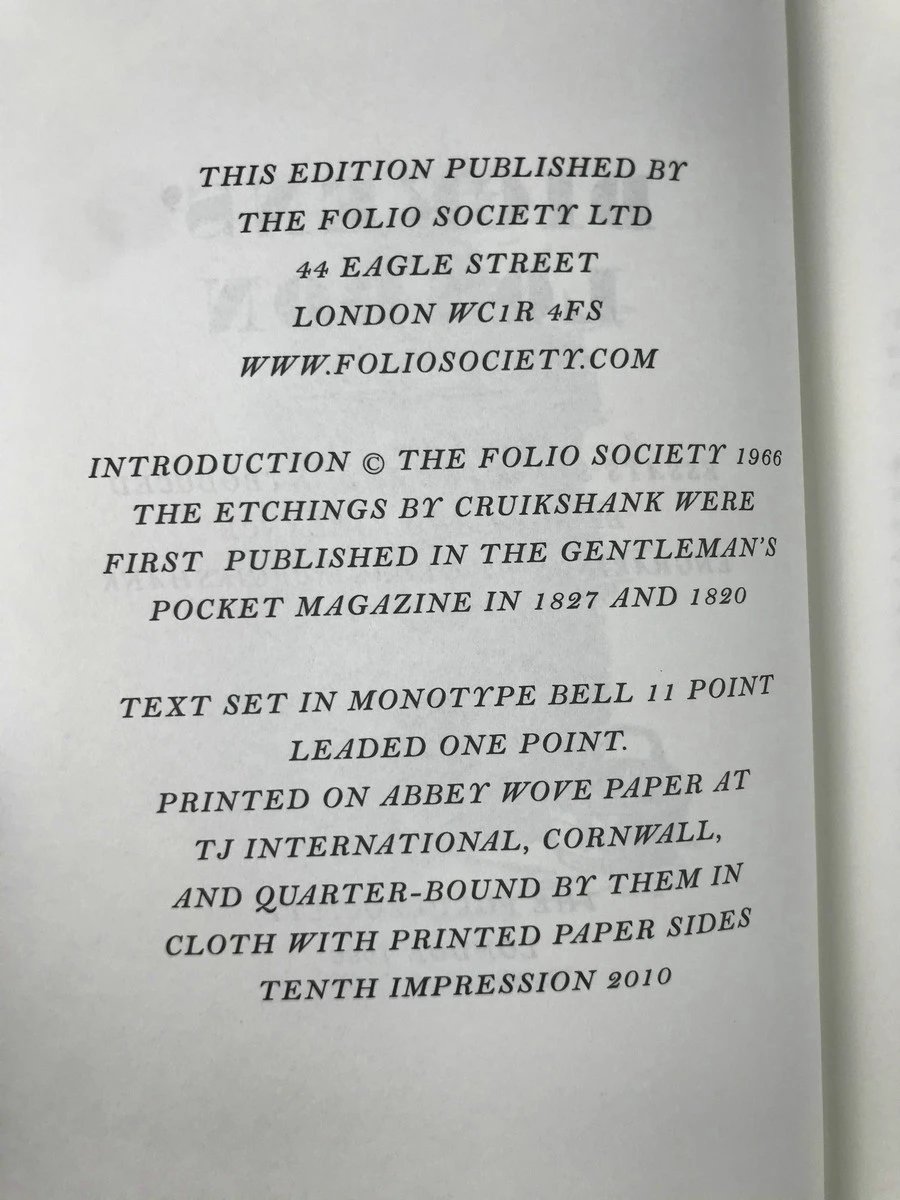 THIS EDITION PUBLISHED BY
THE FOLIO SOCIETY LTD
44 EAGLE STREET
LONDON WC1R 4FS
WWW.FOLIOSOCIETY.COM
INTRODUCTION © THE FOLIO SOCIETY 1966
THE ETCHINGS BY CRUIKSHANK WERE
FIRST PUBLISHED IN THE GENTLEMAN'S
POCKET MAGAZINE IN 1827 AND 1820
TEXT SET IN MONOTYPE BELL 11 POINT
LEADED ONE POINT.
PRINTED ON ABBEY WOVE PAPER AT
TJ INTERNATIONAL, CORNWALL,
AND QUARTER-BOUND BY THEM IN
CLOTH WITH PRINTED PAPER SIDES
TENTH IMPRESSION 2010